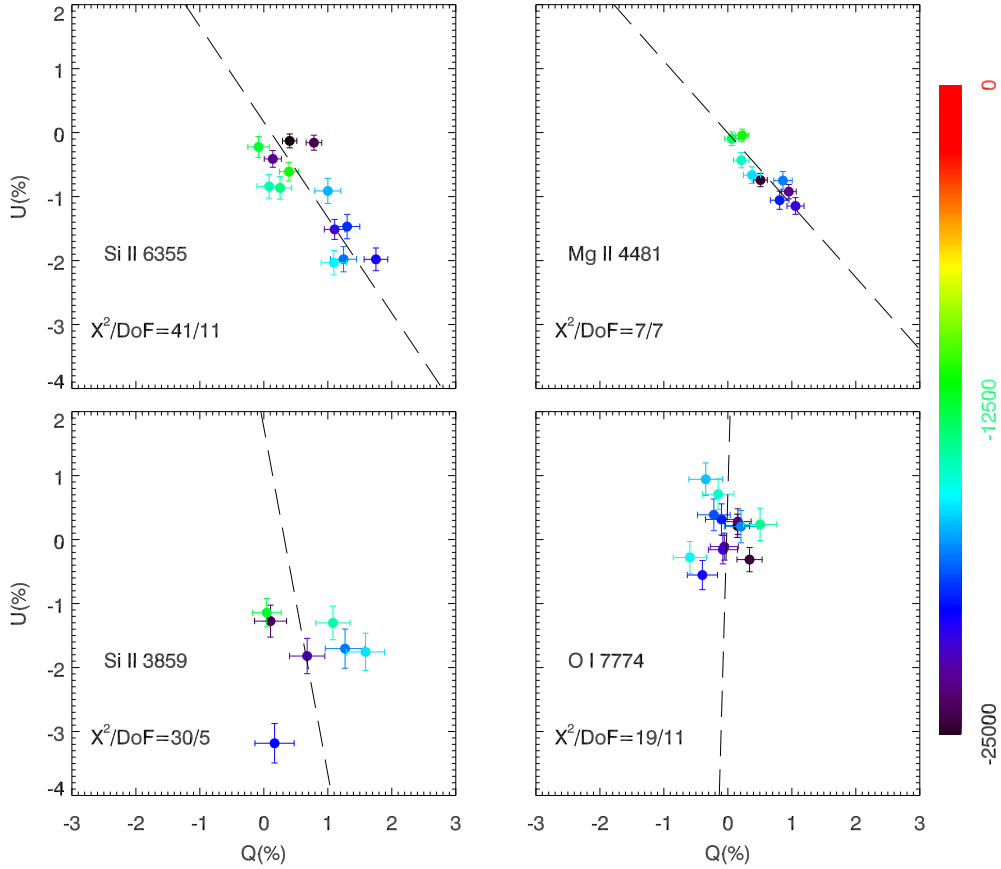 2
1
0
-1
-2
-3
-4
U(%)
Si II 6355
X²/DoF=41/11
Mg II 4481
X²/DoF=7/7
2
1
0
-1
-2
-3
-4
U(%)
Si II 3859
X²/DoF=30/5
-3 -2 -1 0 1 2 3
Q(%)
O I 7774
X²/DoF=19/11
-3 -2 -1 0 1 2 3
Q(%)
0
-12500
-25000